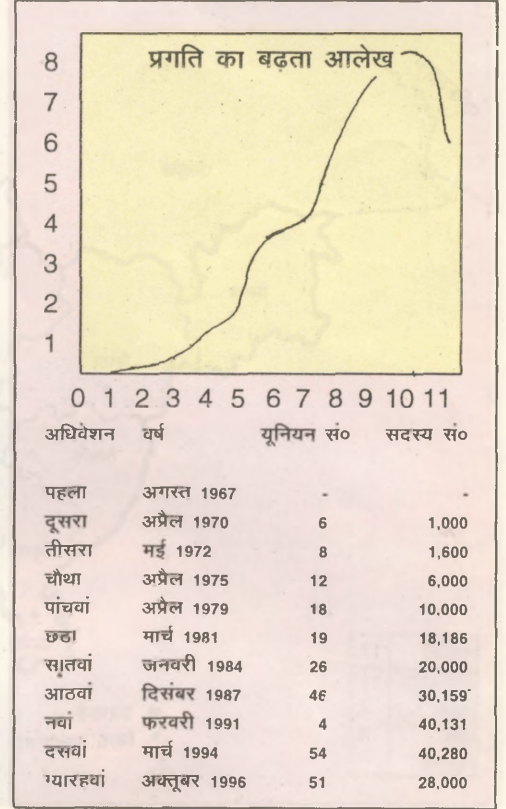 प्रगति का बढ़ता आलेख
8
7
6
5
4
3
2
1
0 1 2 3 4 5 6 7 8 9 10 11
अधिवेशन वर्ष यूनियन सं० सदस्य सं०
पहला अगस्त 1967 - -
दूसरा अप्रैल 1970 6 1,000
तीसरा मई 1972 8 1,600
चौथा अप्रैल 1975 12 6,000
पांचवां अप्रैल 1979 18 10,000
छठा मार्च 1981 19 18,186
सातवां जनवरी 1984 26 20,000
आठवां दिसंबर 1987 46 30,159
नवां फरवरी 1991 4 40,131
दसवां मार्च 1994 54 40,280
ग्यारहवां अक्तूबर 1996 51 28,000